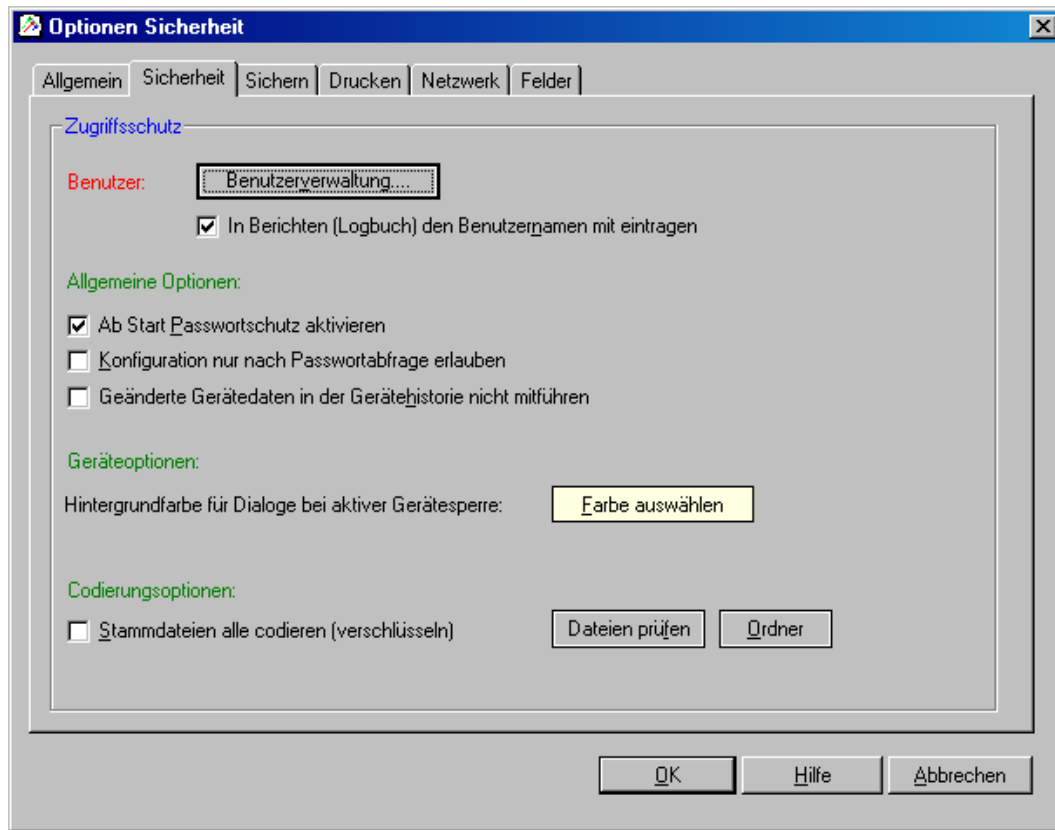 Optionen Sicherheit
Allgemein Sicherheit Sichern Drucken Netzwerk Felder
Zugriffsschutz
Benutzer: Benutzerverwaltung....
In Berichten (Logbuch) den Benutzernamen mit eintragen
Allgemeine Optionen:
Ab Start Passwortschutz aktivieren
Konfiguration nur nach Passwortabfrage erlauben
Geänderte Gerätedaten in der Gerätehistorie nicht mitführen
Geräteoptionen:
Hintergrundfarbe für Dialoge bei aktiver Gerätesperre: Farbe auswählen
Codierungsoptionen:
Stammdateien alle codieren (verschlüsseln) Dateien prüfen Ordner
OK Hilfe Abbrechen